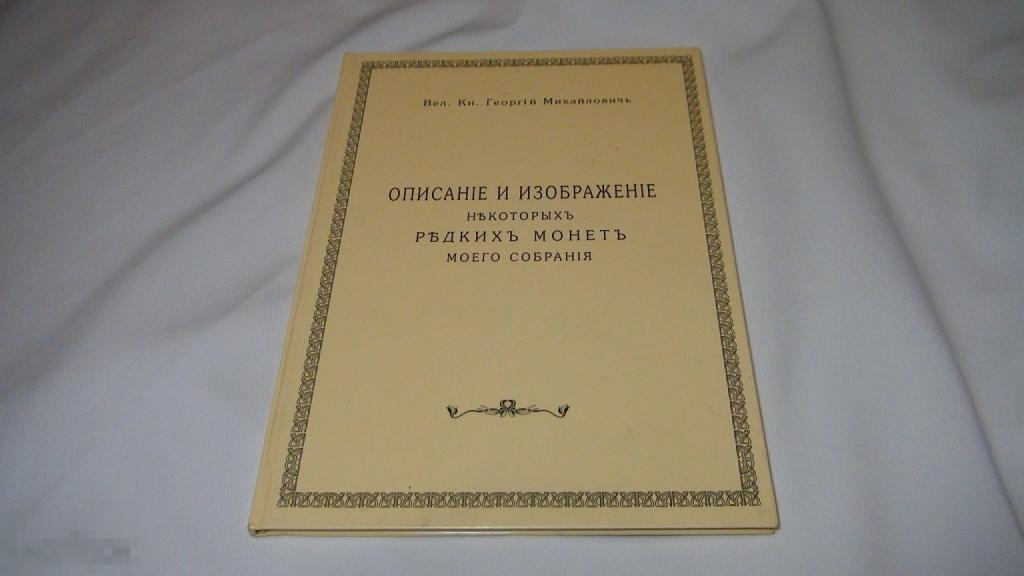 Вел. Кн. Георгій Михайловичъ
ОПИСАНІЕ И ИЗОБРАЖЕНІЕ
НѢКОТОРЫХЪ
РѢДКИХЪ МОНЕТЪ
МОЕГО СОБРАНІЯ